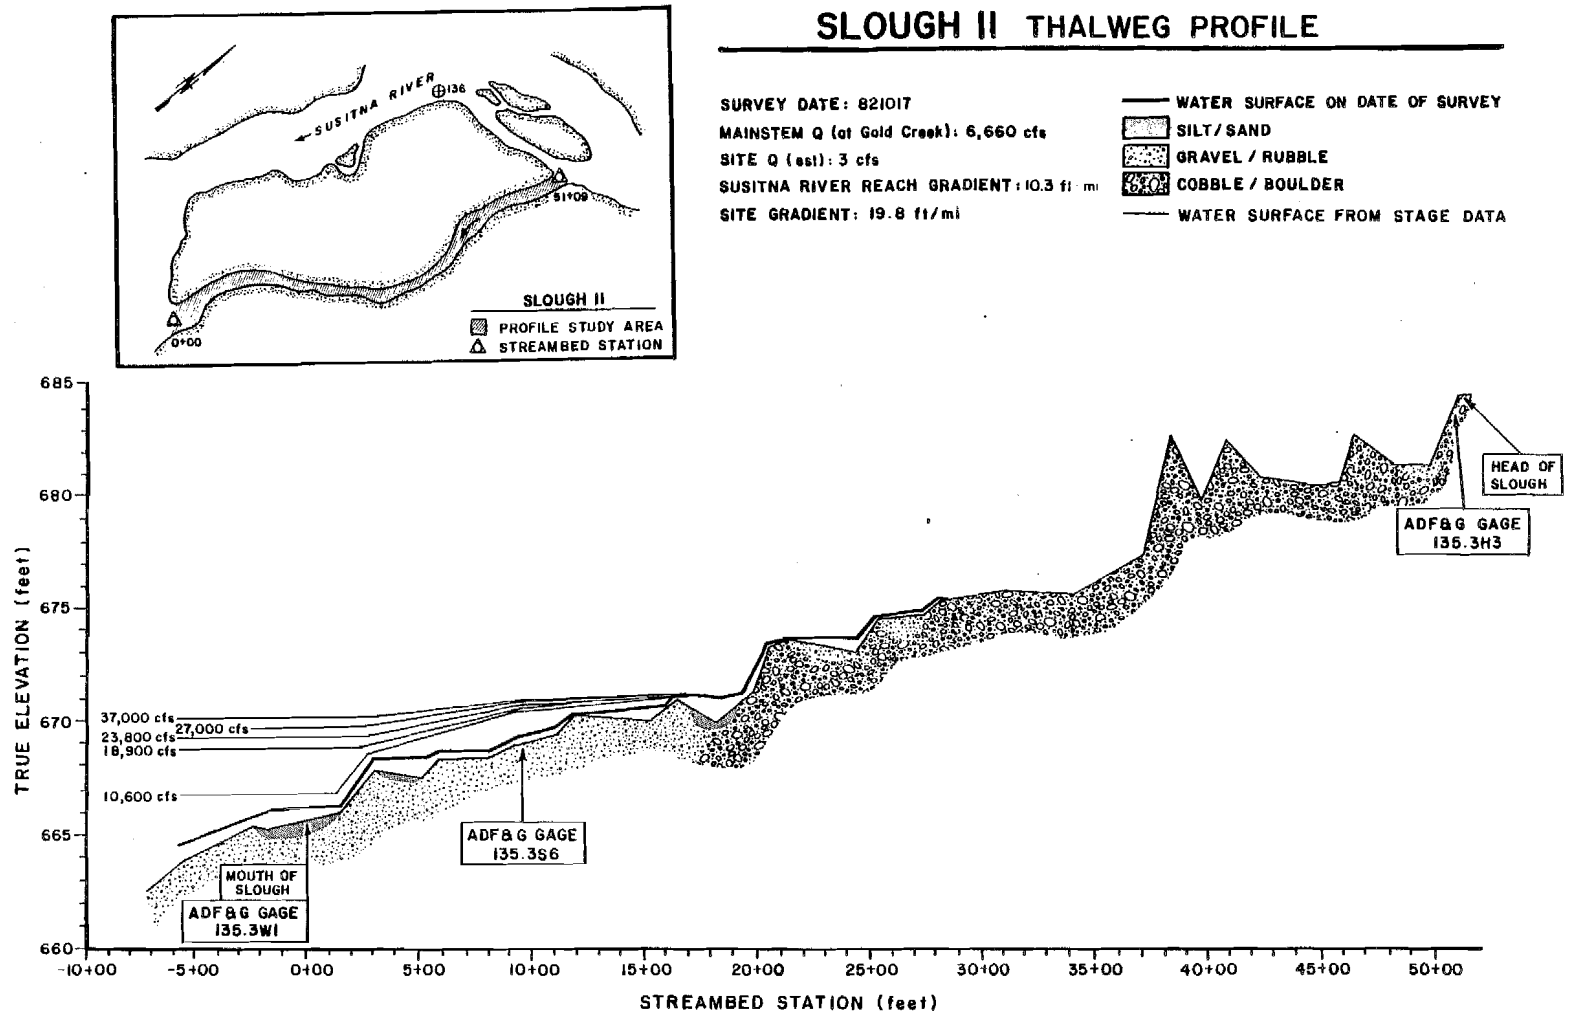 SLOUGH 11 THALWEG PROFILE
SURVEY DATE: 821017
MAINSTEM Q (at Gold Creek): 6,660 cfs
SITE Q (est): 3 cfs
SUSITNA RIVER REACH GRADIENT: 10.3 ft mi
SITE GRADIENT: 19.8 ft/mi
WATER SURFACE ON DATE OF SURVEY
SILT/SAND
GRAVEL / RUBBLE
COBBLE / BOULDER
WATER SURFACE FROM STAGE DATA
SUSITNA RIVER
136
51+09
0+00
SLOUGH 11
PROFILE STUDY AREA
STREAMBED STATION
TRUE ELEVATION (feet)
685
680
675
670
665
660
37,000 cfs
27,000 cfs
23,800 cfs
18,900 cfs
10,600 cfs
HEAD OF
SLOUGH
ADF&G GAGE
135.3H3
ADF&G GAGE
135.3S6
MOUTH OF
SLOUGH
ADF&G GAGE
135.3W1
-10+00
-5+00
0+00
5+00
10+00
15+00
20+00
25+00
30+00
35+00
40+00
45+00
50+00
STREAMBED STATION (feet)